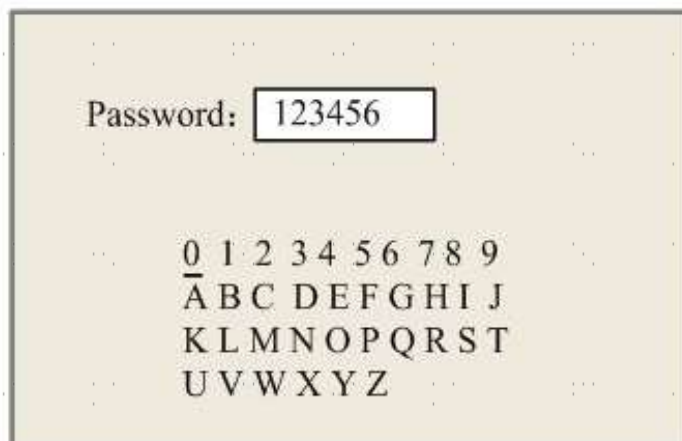 Password: 123456
0 1 2 3 4 5 6 7 8 9
A B C D E F G H I J
K L M N O P Q R S T
U V W X Y Z